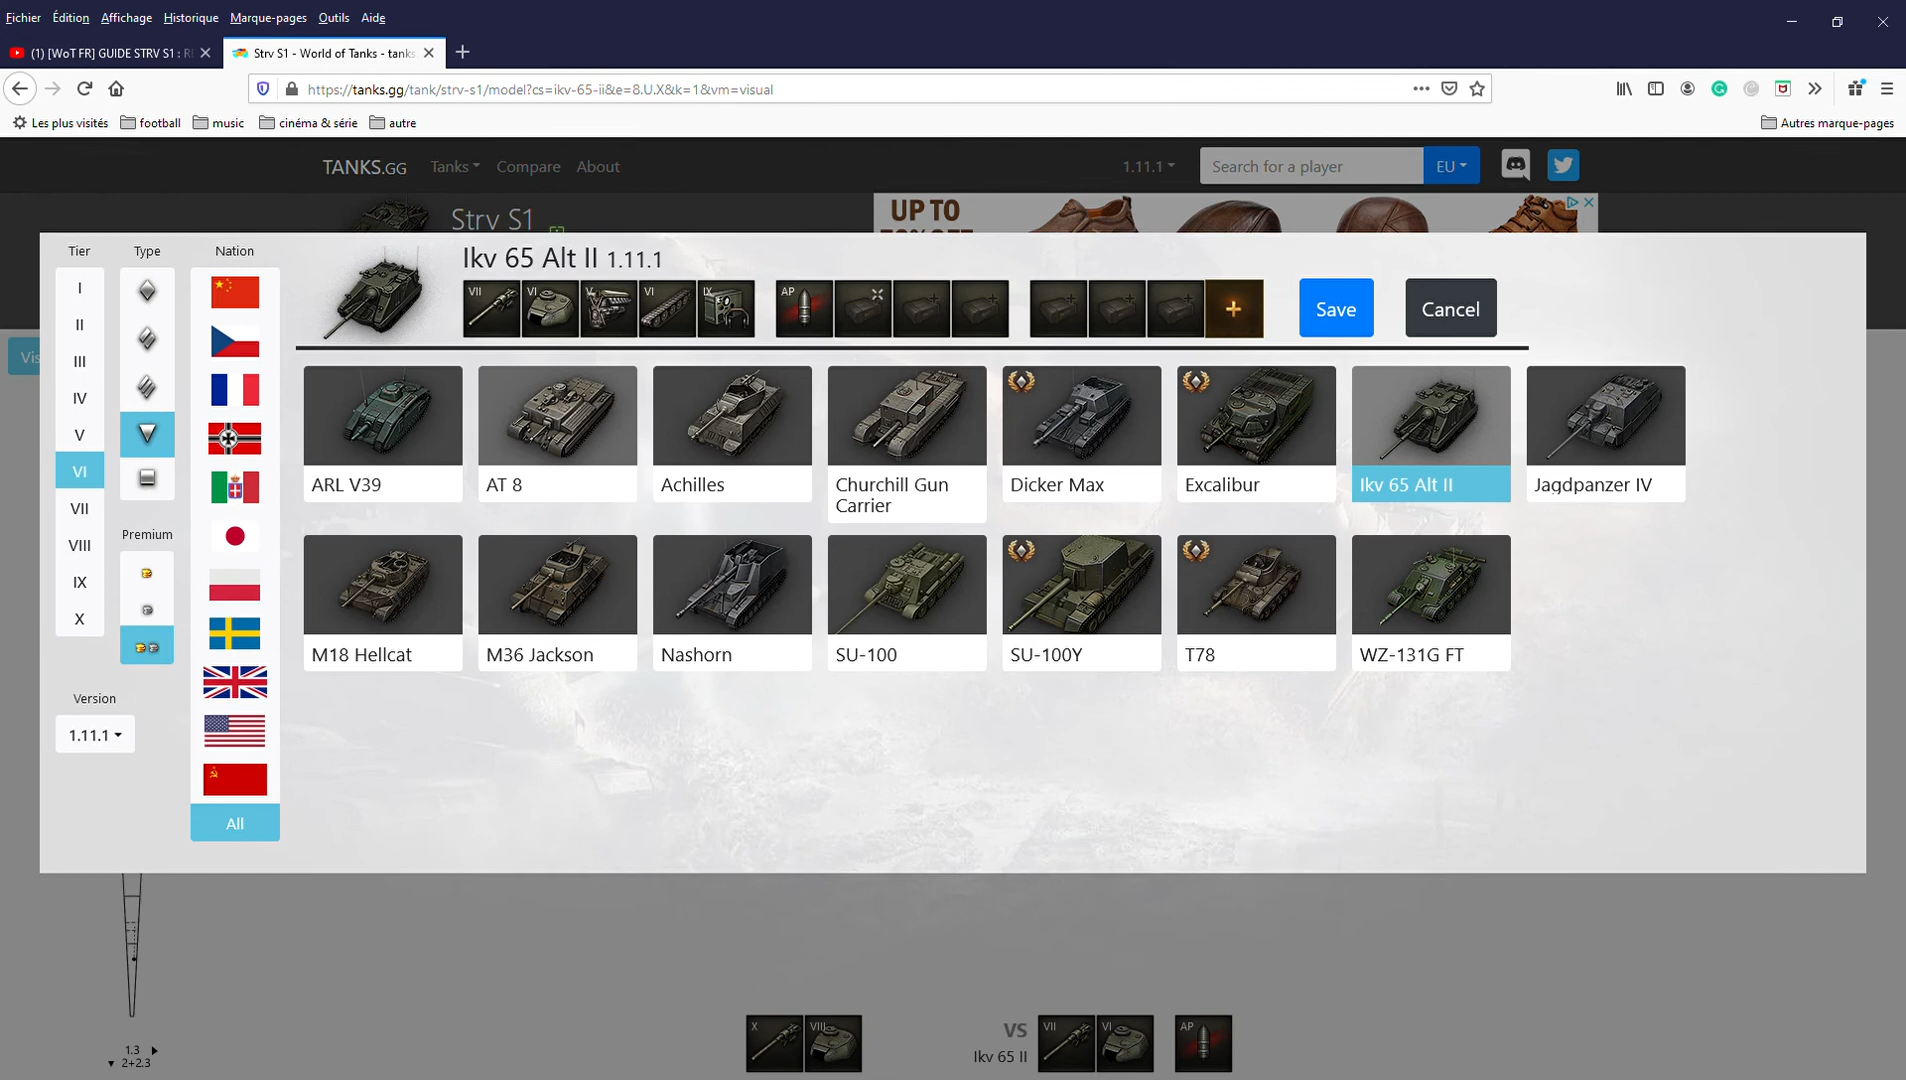 Fichier Édition Affichage Historique Marque-pages Outils Aide
(1) [WoT FR] GUIDE STRV S1 : RE
Strv S1 - World of Tanks - tanks
https://tanks.gg/tank/strv-s1/model?cs=ikv-65-ii&e=8.U.X&k=1&vm=visual
Les plus visités football music cinéma & série autre Autres marque-pages
TANKS.GG Tanks Compare About 1.11.1 Search for a player EU
Strv S1
UP TO
Tier Type Nation
Ikv 65 Alt II 1.11.1
VII VI V VI IX AP
Save Cancel
I
II
III
IV
V
VI
VII
VIII
IX
X
Premium
Version
1.11.1
All
Vis
ARL V39
AT 8
Achilles
Churchill Gun
Carrier
Dicker Max
Excalibur
Ikv 65 Alt II
Jagdpanzer IV
M18 Hellcat
M36 Jackson
Nashorn
SU-100
SU-100Y
T78
WZ-131G FT
X VIII VS VII VI AP
Ikv 65 II
1.3
2+2.3